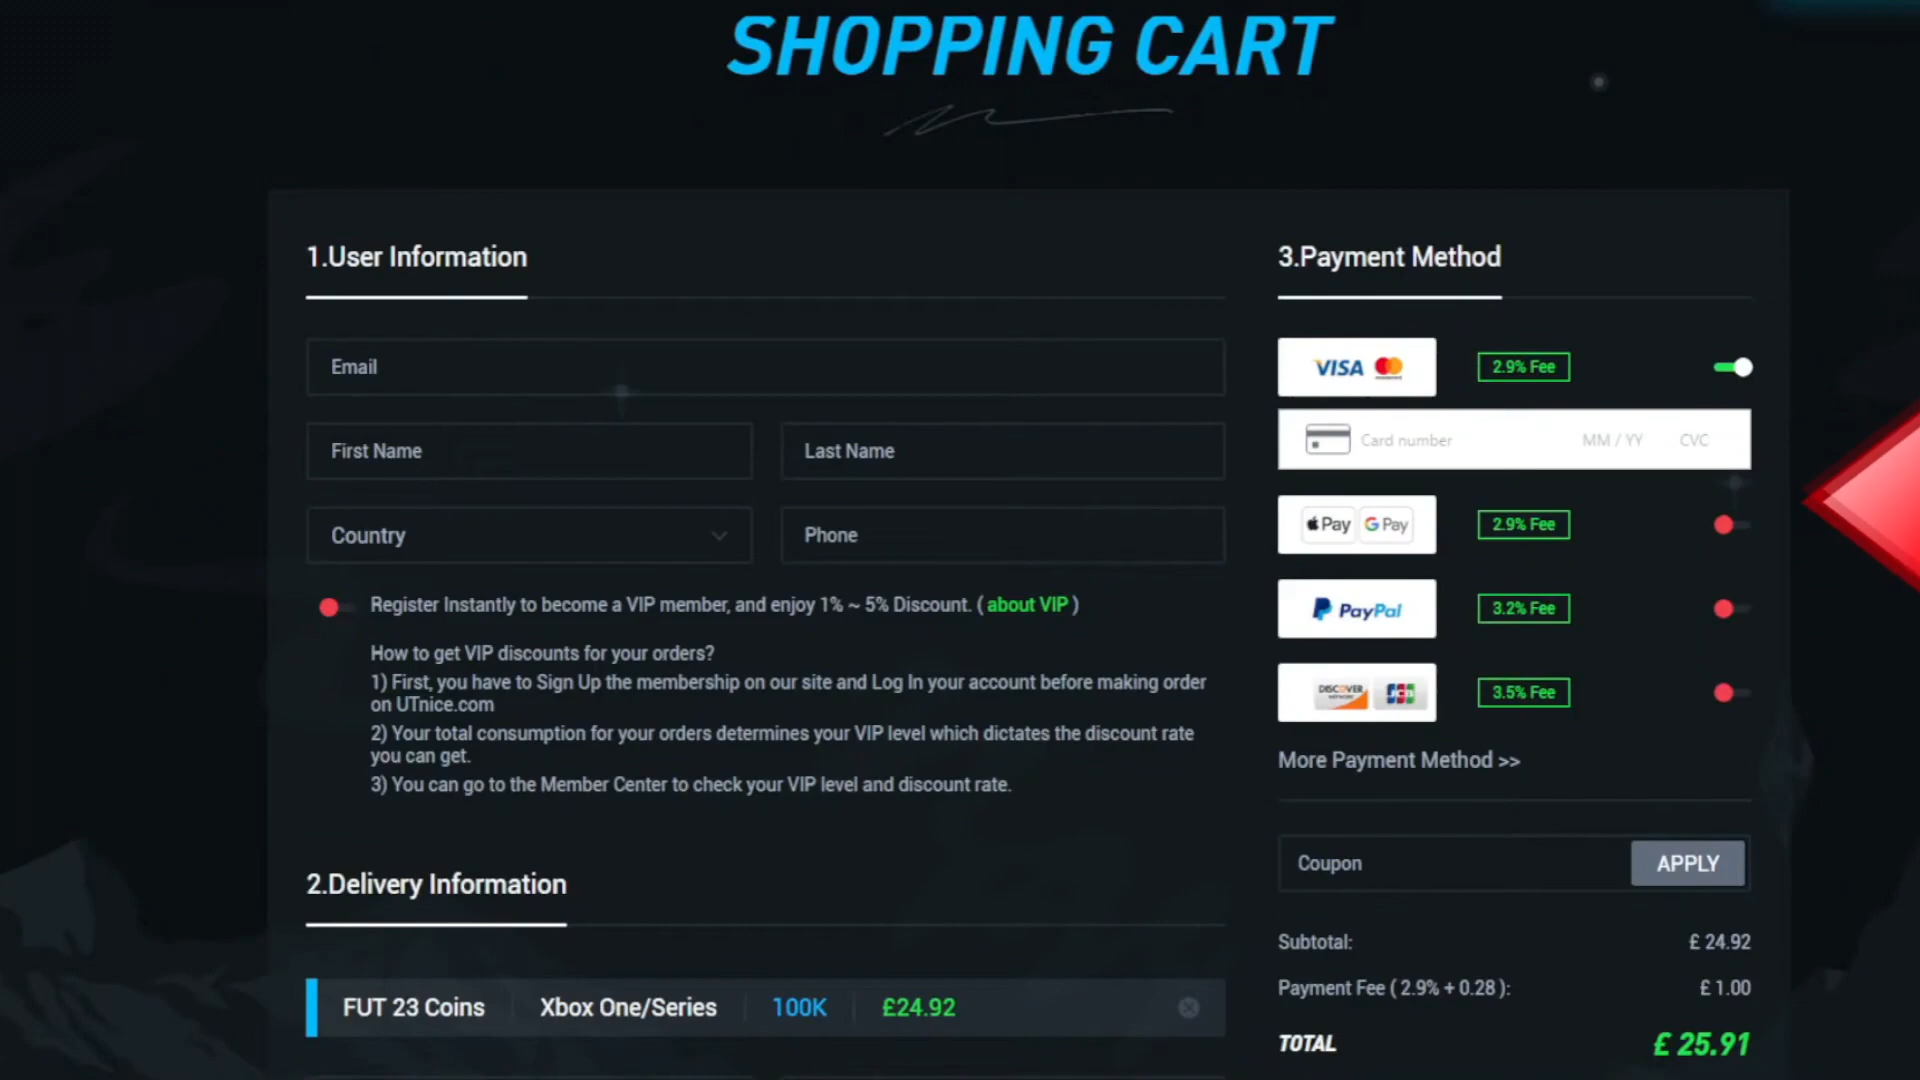 SHOPPING CART
1.User Information
Email
First Name
Last Name
Country
Phone
Register Instantly to become a VIP member, and enjoy 1% ~ 5% Discount. ( about VIP )
How to get VIP discounts for your orders?
1) First, you have to Sign Up the membership on our site and Log In your account before making order
on UTnice.com
2) Your total consumption for your orders determines your VIP level which dictates the discount rate
you can get.
3) You can go to the Member Center to check your VIP level and discount rate.
2.Delivery Information
FUT 23 Coins
Xbox One/Series
100K
£24.92
3.Payment Method
VISA
2.9% Fee
Card number
MM / YY
CVC
Pay
G Pay
2.9% Fee
PayPal
3.2% Fee
DISCOVER
JCB
3.5% Fee
More Payment Method >>
Coupon
APPLY
Subtotal:
£ 24.92
Payment Fee ( 2.9% + 0.28 ):
£ 1.00
TOTAL
£ 25.91